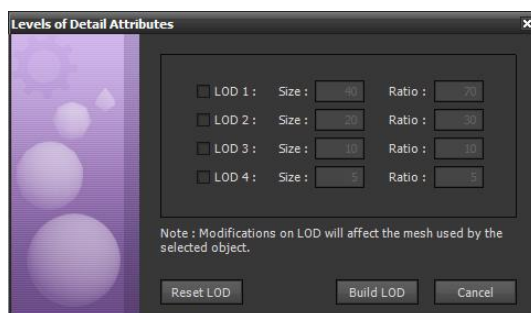 Levels of Detail Attributes
LOD 1 : Size : 40 Ratio : 70
LOD 2 : Size : 20 Ratio : 30
LOD 3 : Size : 10 Ratio : 10
LOD 4 : Size : 5 Ratio : 5
Note : Modifications on LOD will affect the mesh used by the
selected object.
Reset LOD Build LOD Cancel